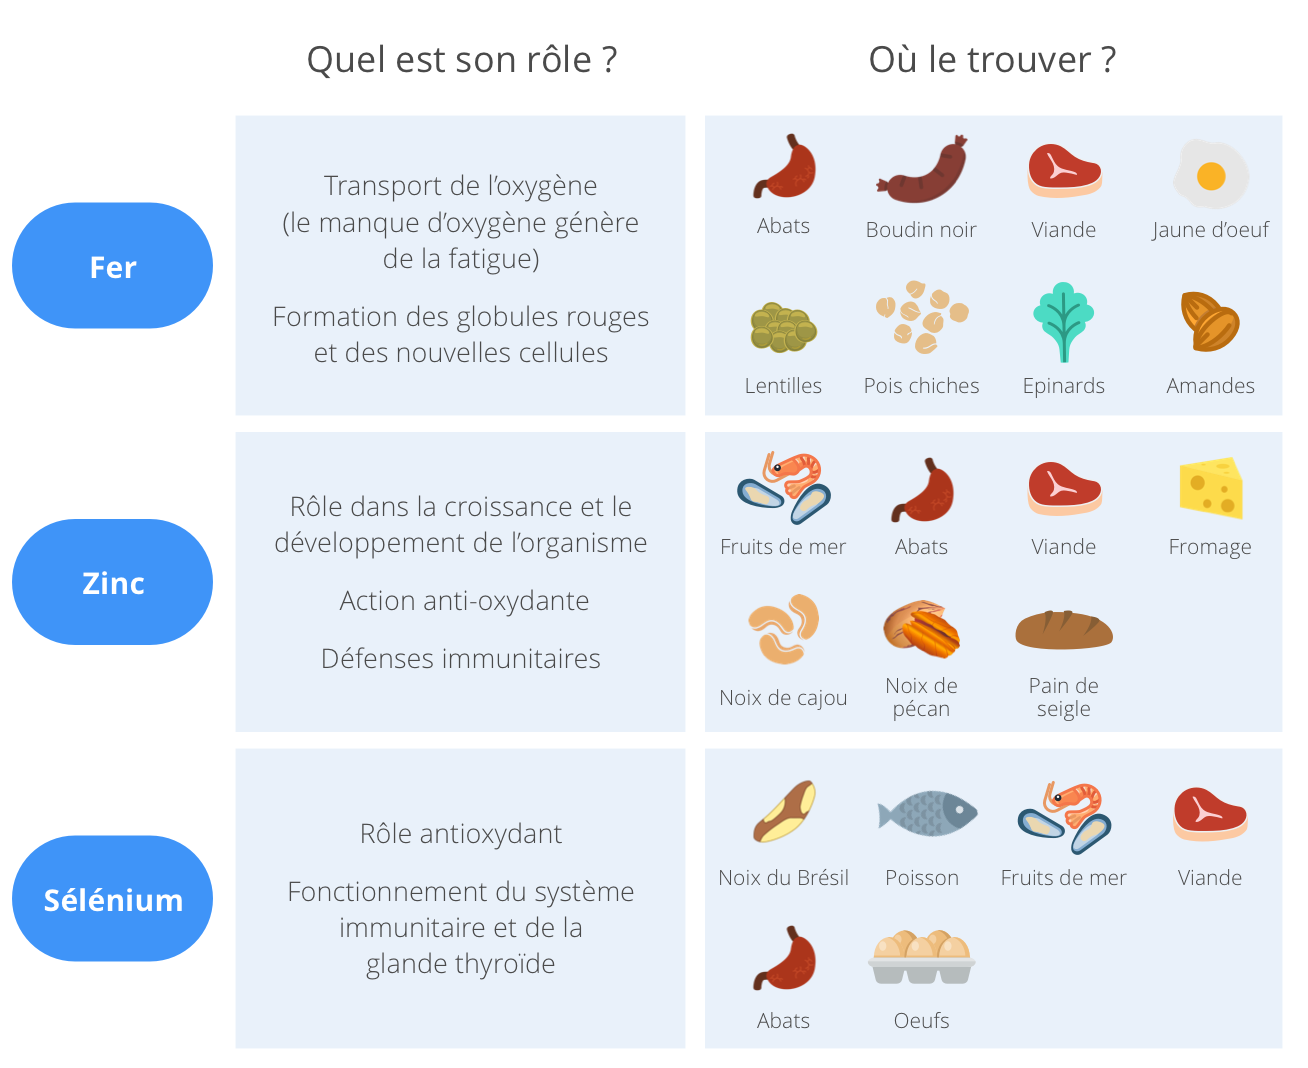 Quel est son rôle ?
Où le trouver ?
Fer
Transport de l’oxygène
(le manque d’oxygène génère
de la fatigue)
Formation des globules rouges
et des nouvelles cellules
Abats
Boudin noir
Viande
Jaune d’oeuf
Lentilles
Pois chiches
Epinards
Amandes
Zinc
Rôle dans la croissance et le
développement de l’organisme
Action anti-oxydante
Défenses immunitaires
Fruits de mer
Abats
Viande
Fromage
Noix de cajou
Noix de
pécan
Pain de
seigle
Sélénium
Rôle antioxydant
Fonctionnement du système
immunitaire et de la
glande thyroïde
Noix du Brésil
Poisson
Fruits de mer
Viande
Abats
Oeufs